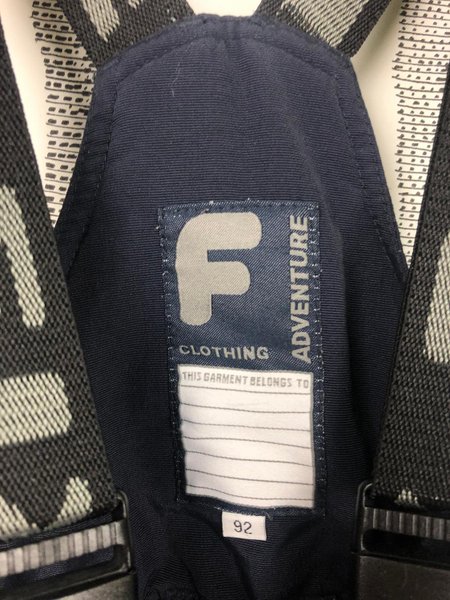 F
CLOTHING
ADVENTURE
THIS GARMENT BELONGS TO
92